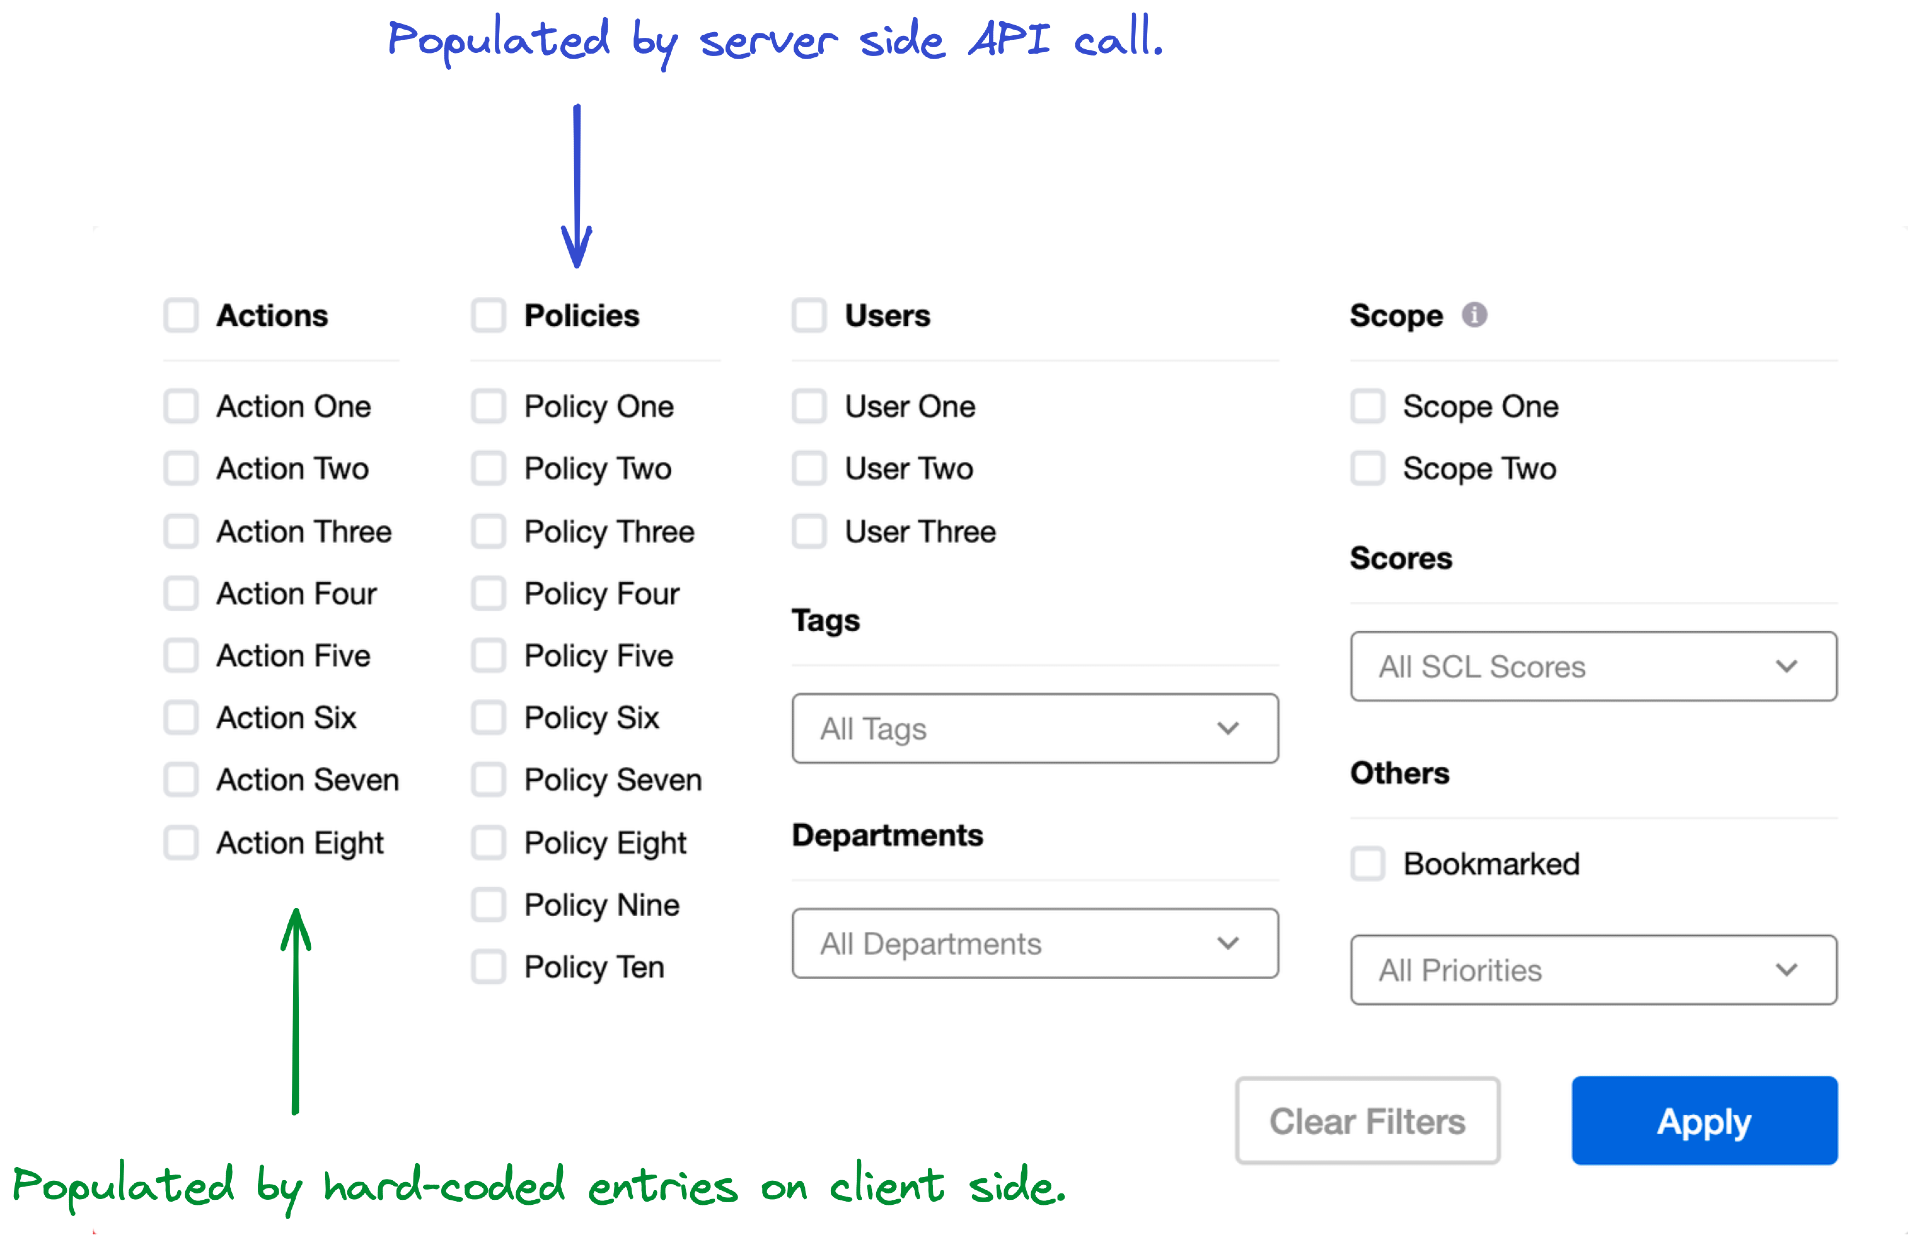 Populated by server side API call.
Actions
Action One
Action Two
Action Three
Action Four
Action Five
Action Six
Action Seven
Action Eight
Policies
Policy One
Policy Two
Policy Three
Policy Four
Policy Five
Policy Six
Policy Seven
Policy Eight
Policy Nine
Policy Ten
Users
User One
User Two
User Three
Tags
All Tags
Departments
All Departments
Scope i
Scope One
Scope Two
Scores
All SCL Scores
Others
Bookmarked
All Priorities
Clear Filters
Apply
Populated by hard-coded entries on client side.